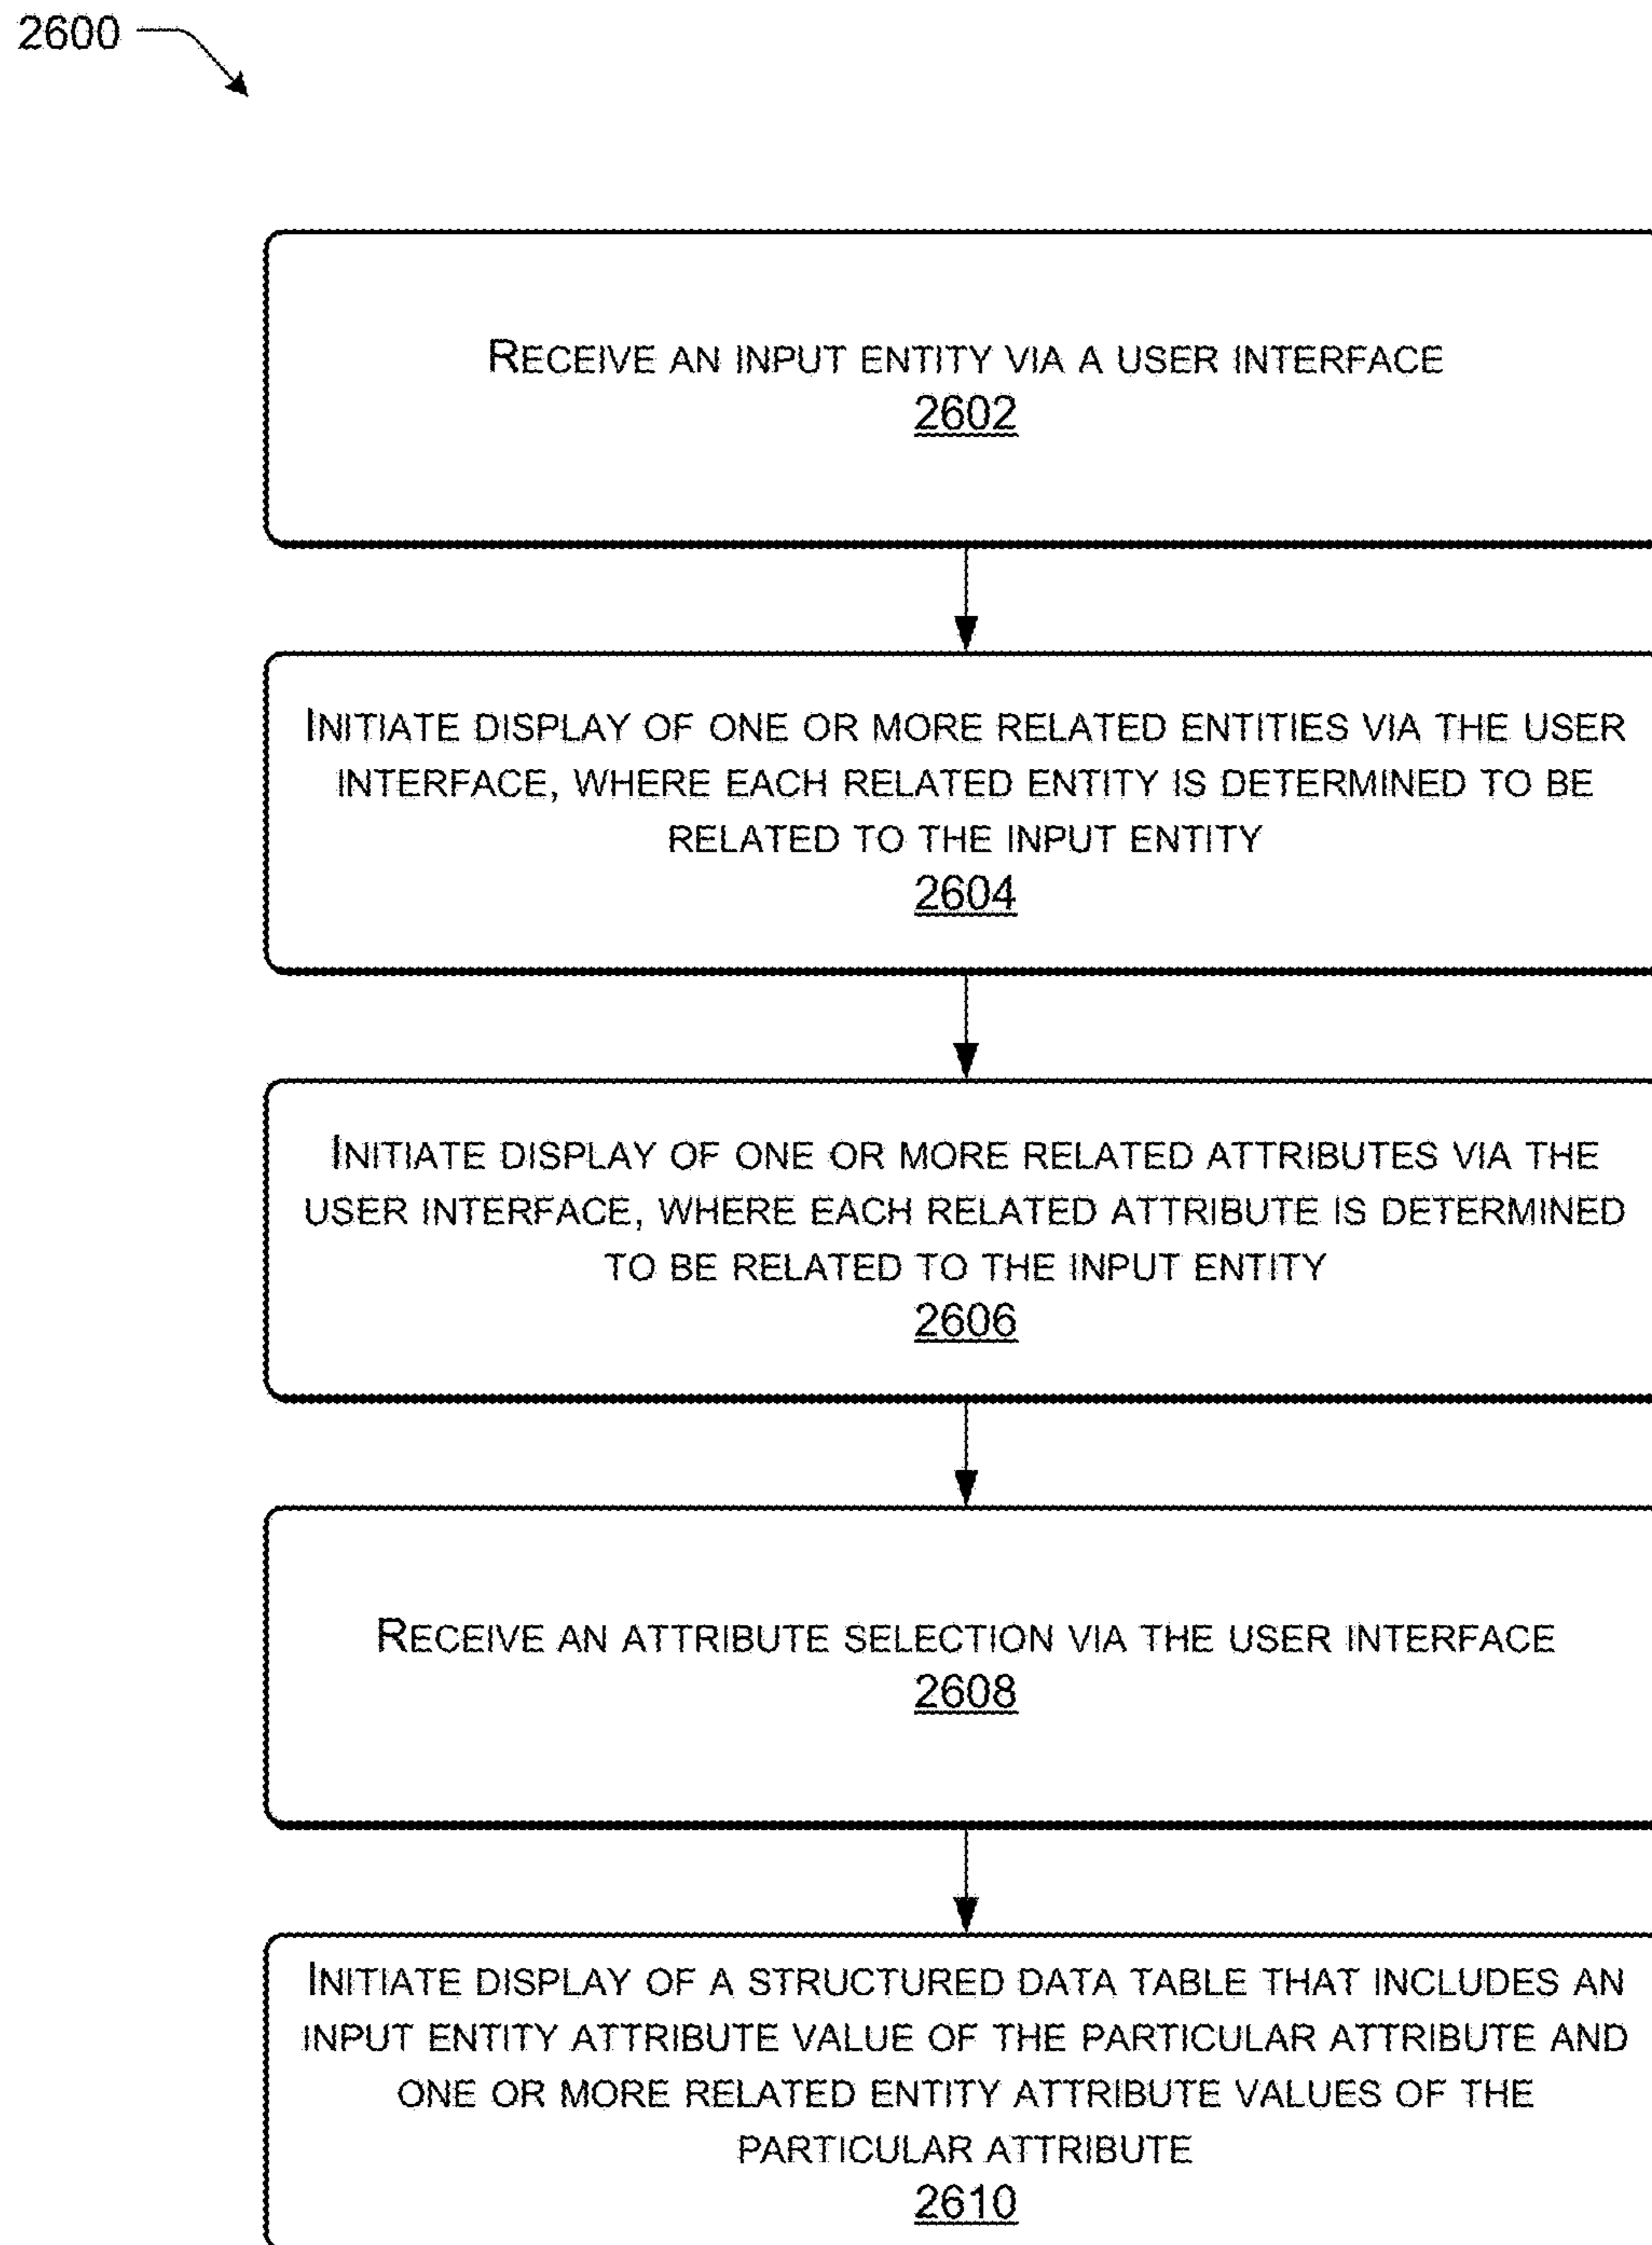 2600
RECEIVE AN INPUT ENTITY VIA A USER INTERFACE
2602
INITIATE DISPLAY OF ONE OR MORE RELATED ENTITIES VIA THE USER
INTERFACE, WHERE EACH RELATED ENTITY IS DETERMINED TO BE
RELATED TO THE INPUT ENTITY
2604
INITIATE DISPLAY OF ONE OR MORE RELATED ATTRIBUTES VIA THE
USER INTERFACE, WHERE EACH RELATED ATTRIBUTE IS DETERMINED
TO BE RELATED TO THE INPUT ENTITY
2606
RECEIVE AN ATTRIBUTE SELECTION VIA THE USER INTERFACE
2608
INITIATE DISPLAY OF A STRUCTURED DATA TABLE THAT INCLUDES AN
INPUT ENTITY ATTRIBUTE VALUE OF THE PARTICULAR ATTRIBUTE AND
ONE OR MORE RELATED ENTITY ATTRIBUTE VALUES OF THE
PARTICULAR ATTRIBUTE
2610